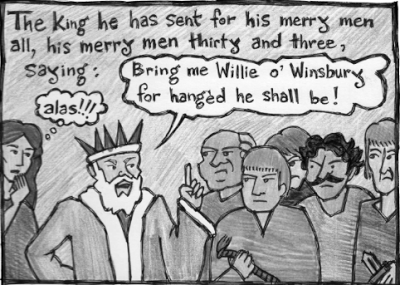 The King he has sent for his merry men
all, his merry men thirty and three,
saying:
Bring me Willie o' Winsbury
for hangèd he shall be!
alas!!!